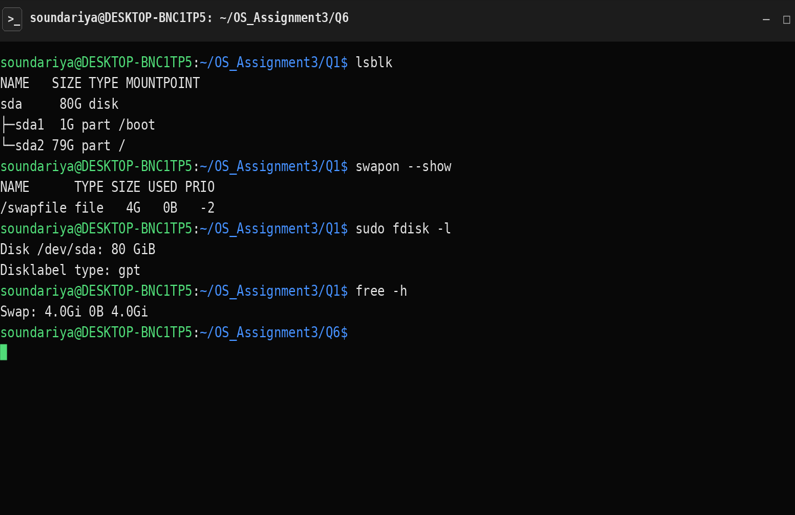 >_ soundariya@DESKTOP-BNC1TP5: ~/OS_Assignment3/Q6
soundariya@DESKTOP-BNC1TP5:~/OS_Assignment3/Q1$ lsblk
NAME   SIZE TYPE MOUNTPOINT
sda     80G disk
├─sda1  1G part /boot
└─sda2 79G part /
soundariya@DESKTOP-BNC1TP5:~/OS_Assignment3/Q1$ swapon --show
NAME      TYPE SIZE USED PRIO
/swapfile file   4G   0B   -2
soundariya@DESKTOP-BNC1TP5:~/OS_Assignment3/Q1$ sudo fdisk -l
Disk /dev/sda: 80 GiB
Disklabel type: gpt
soundariya@DESKTOP-BNC1TP5:~/OS_Assignment3/Q1$ free -h
Swap: 4.0Gi 0B 4.0Gi
soundariya@DESKTOP-BNC1TP5:~/OS_Assignment3/Q6$